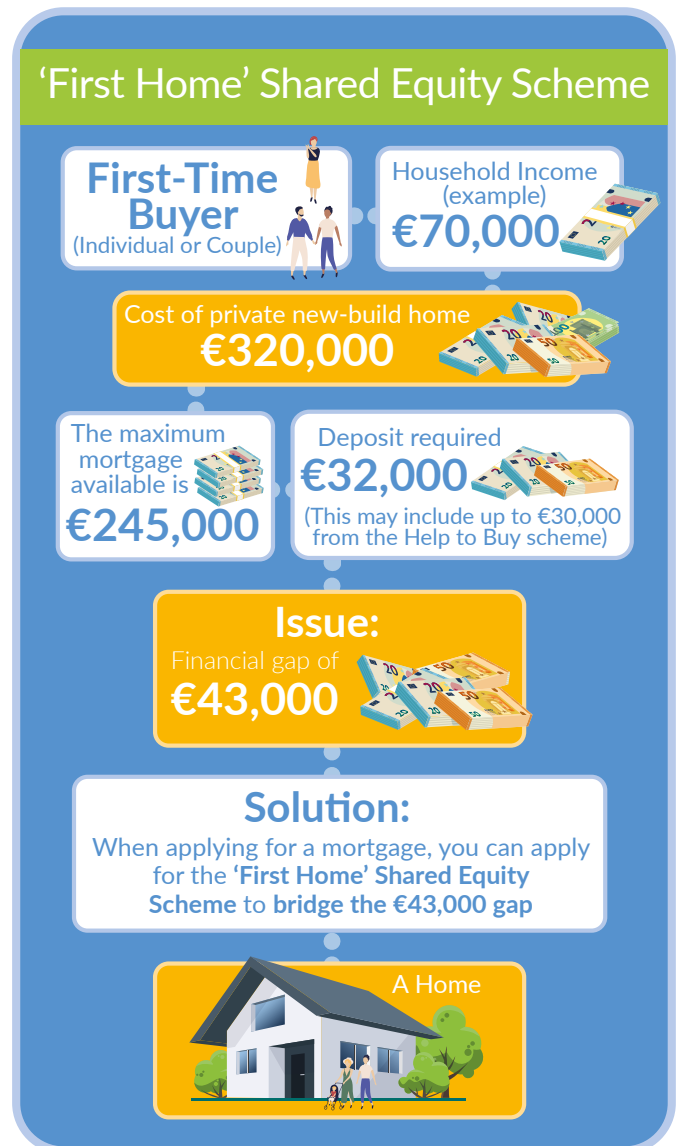 ‘First Home’ Shared Equity Scheme
First-Time
Buyer
(Individual or Couple)
Household Income
(example)
€70,000
Cost of private new-build home
€320,000
The maximum
mortgage
available is
€245,000
Deposit required
€32,000
(This may include up to €30,000
from the Help to Buy scheme)
Issue:
Financial gap of
€43,000
Solution:
When applying for a mortgage, you can apply
for the ‘First Home’ Shared Equity
Scheme to bridge the €43,000 gap
A Home